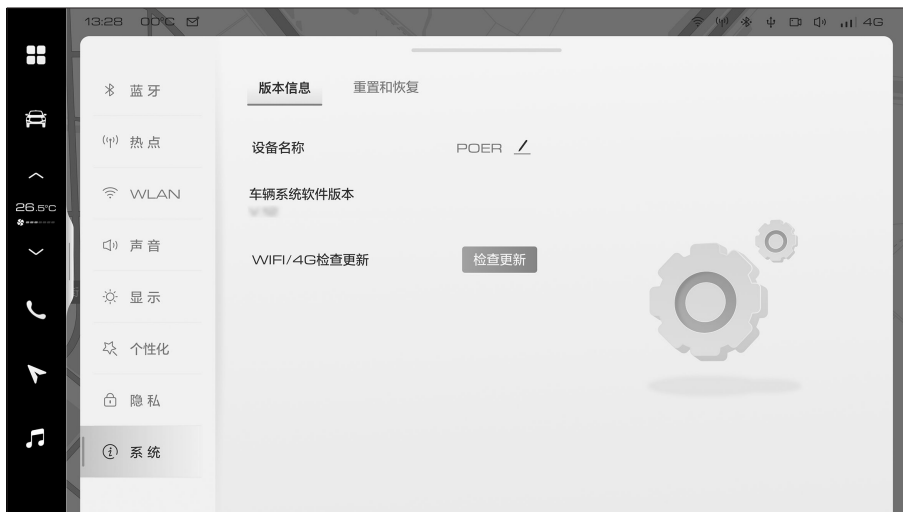 13:28 00°C 4G
26.5°C
蓝牙
热点
WLAN
声音
显示
个性化
隐私
系统
版本信息 重置和恢复
设备名称 POER
车辆系统软件版本
WIFI/4G检查更新 检查更新